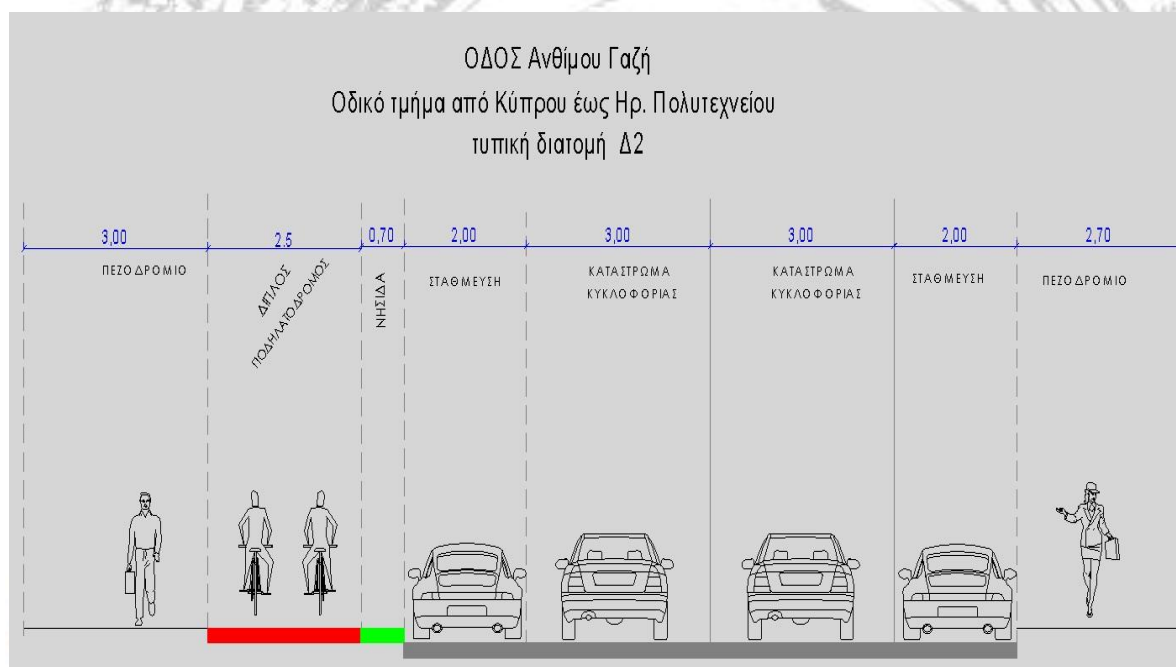 ΟΔΟΣ Ανθίμου Γαζή
Οδικό τμήμα από Κύπρου έως Ηρ. Πολυτεχνείου
τυπική διατομή Δ2
3,00
2.5
0,70
2,00
3,00
3,00
2,00
2,70
ΠΕΖΟΔΡΟΜΙΟ
ΔΙΠΛΟΣ
ΠΟΔΗΛΑΤΟΔΡΟΜΟΣ
ΝΗΣΙΔΑ
ΣΤΑΘΜΕΥΣΗ
ΚΑΤΑΣΤΡΩΜΑ
ΚΥΚΛΟΦΟΡΙΑΣ
ΚΑΤΑΣΤΡΩΜΑ
ΚΥΚΛΟΦΟΡΙΑΣ
ΣΤΑΘΜΕΥΣΗ
ΠΕΖΟΔΡΟΜΙΟ